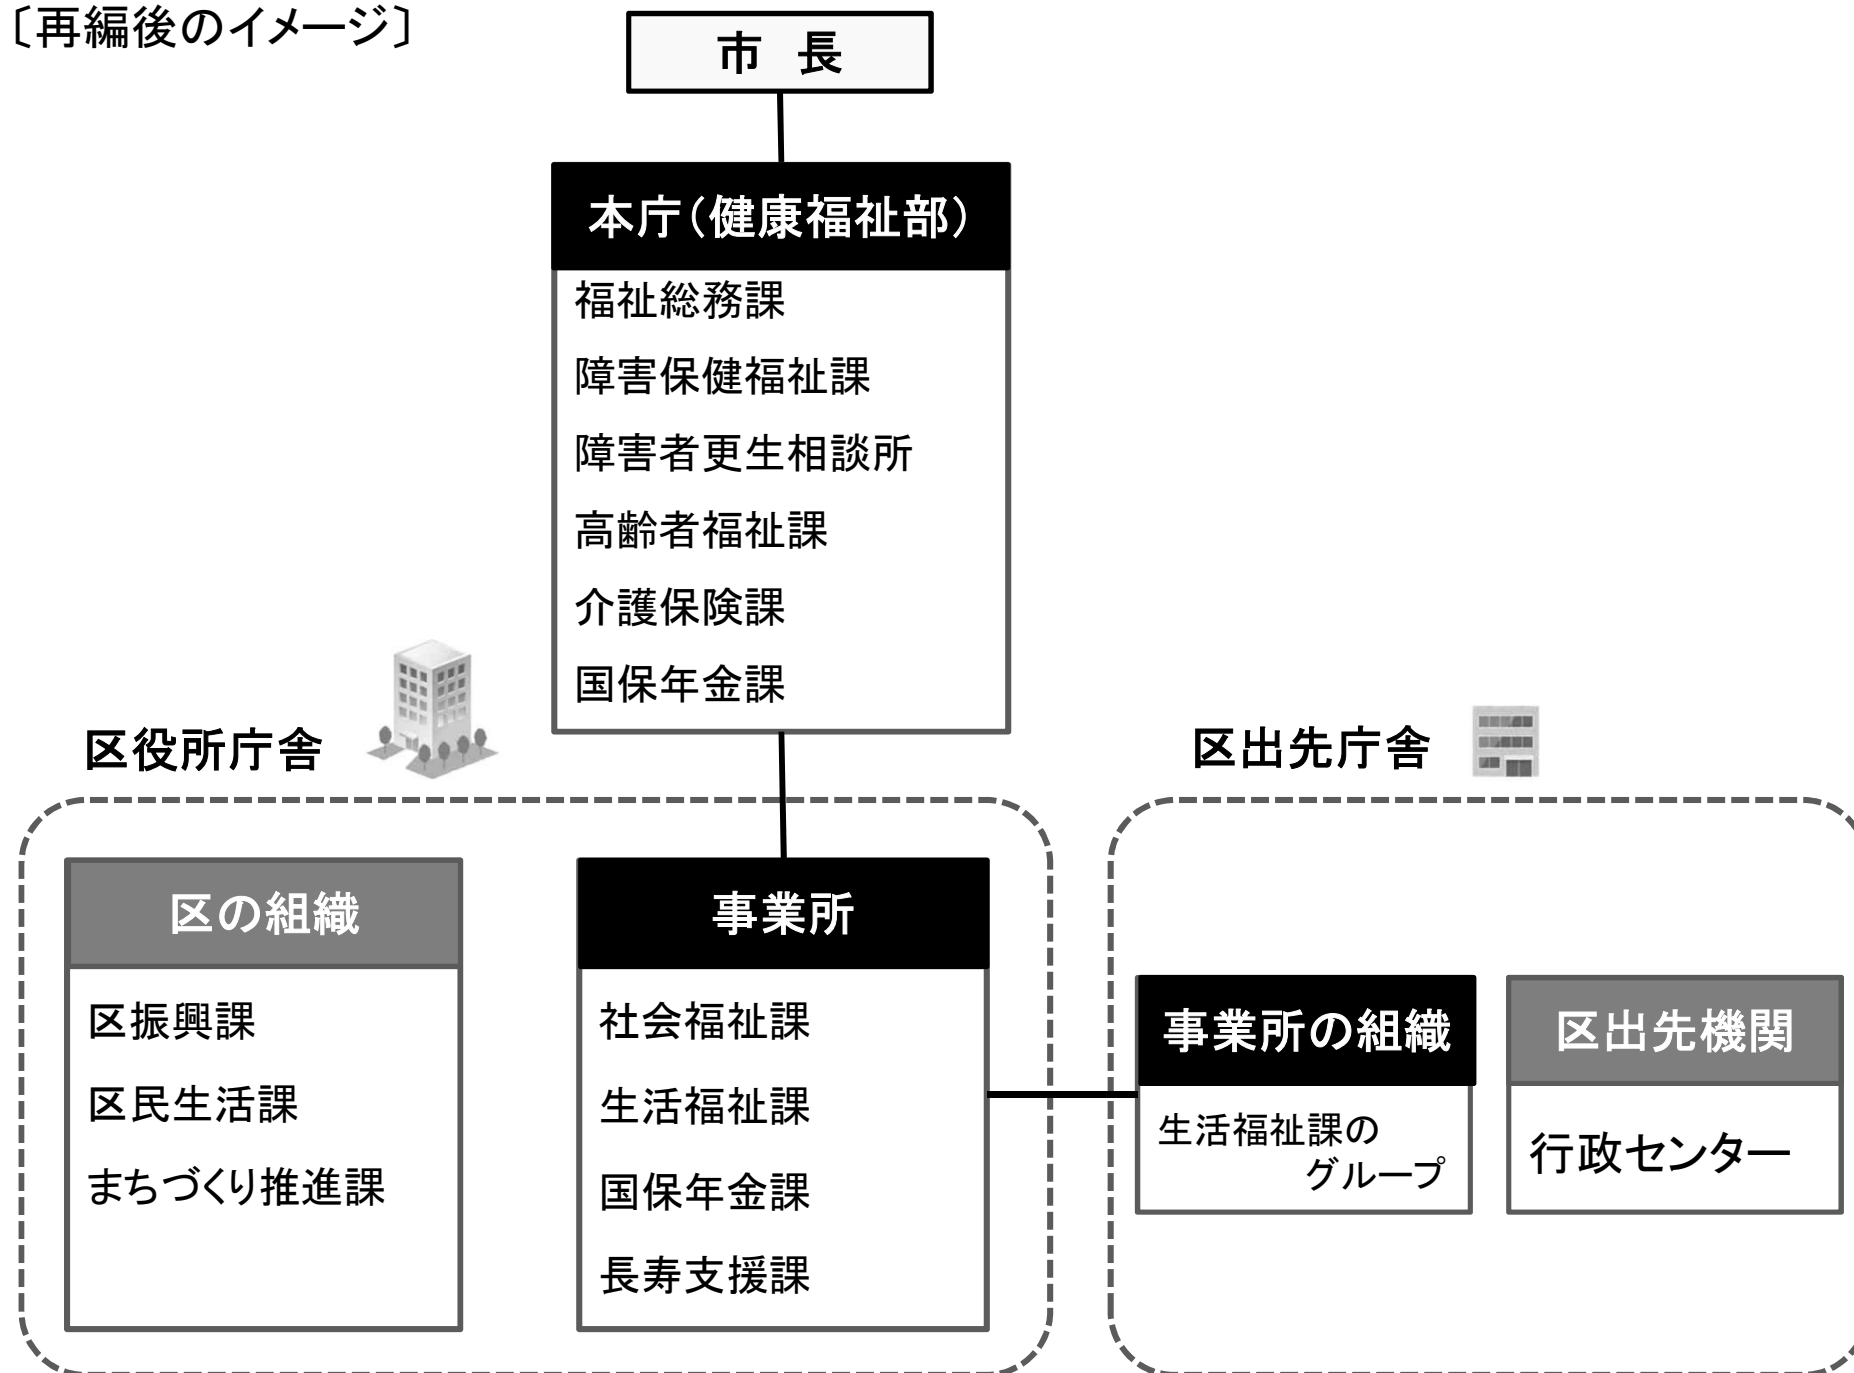 〔再編後のイメージ〕
市 長
本庁(健康福祉部)
福祉総務課
障害保健福祉課
障害者更生相談所
高齢者福祉課
介護保険課
国保年金課
区役所庁舎
区出先庁舎
区の組織
区振興課
区民生活課
まちづくり推進課
事業所
社会福祉課
生活福祉課
国保年金課
長寿支援課
事業所の組織
生活福祉課の
グループ
区出先機関
行政センター